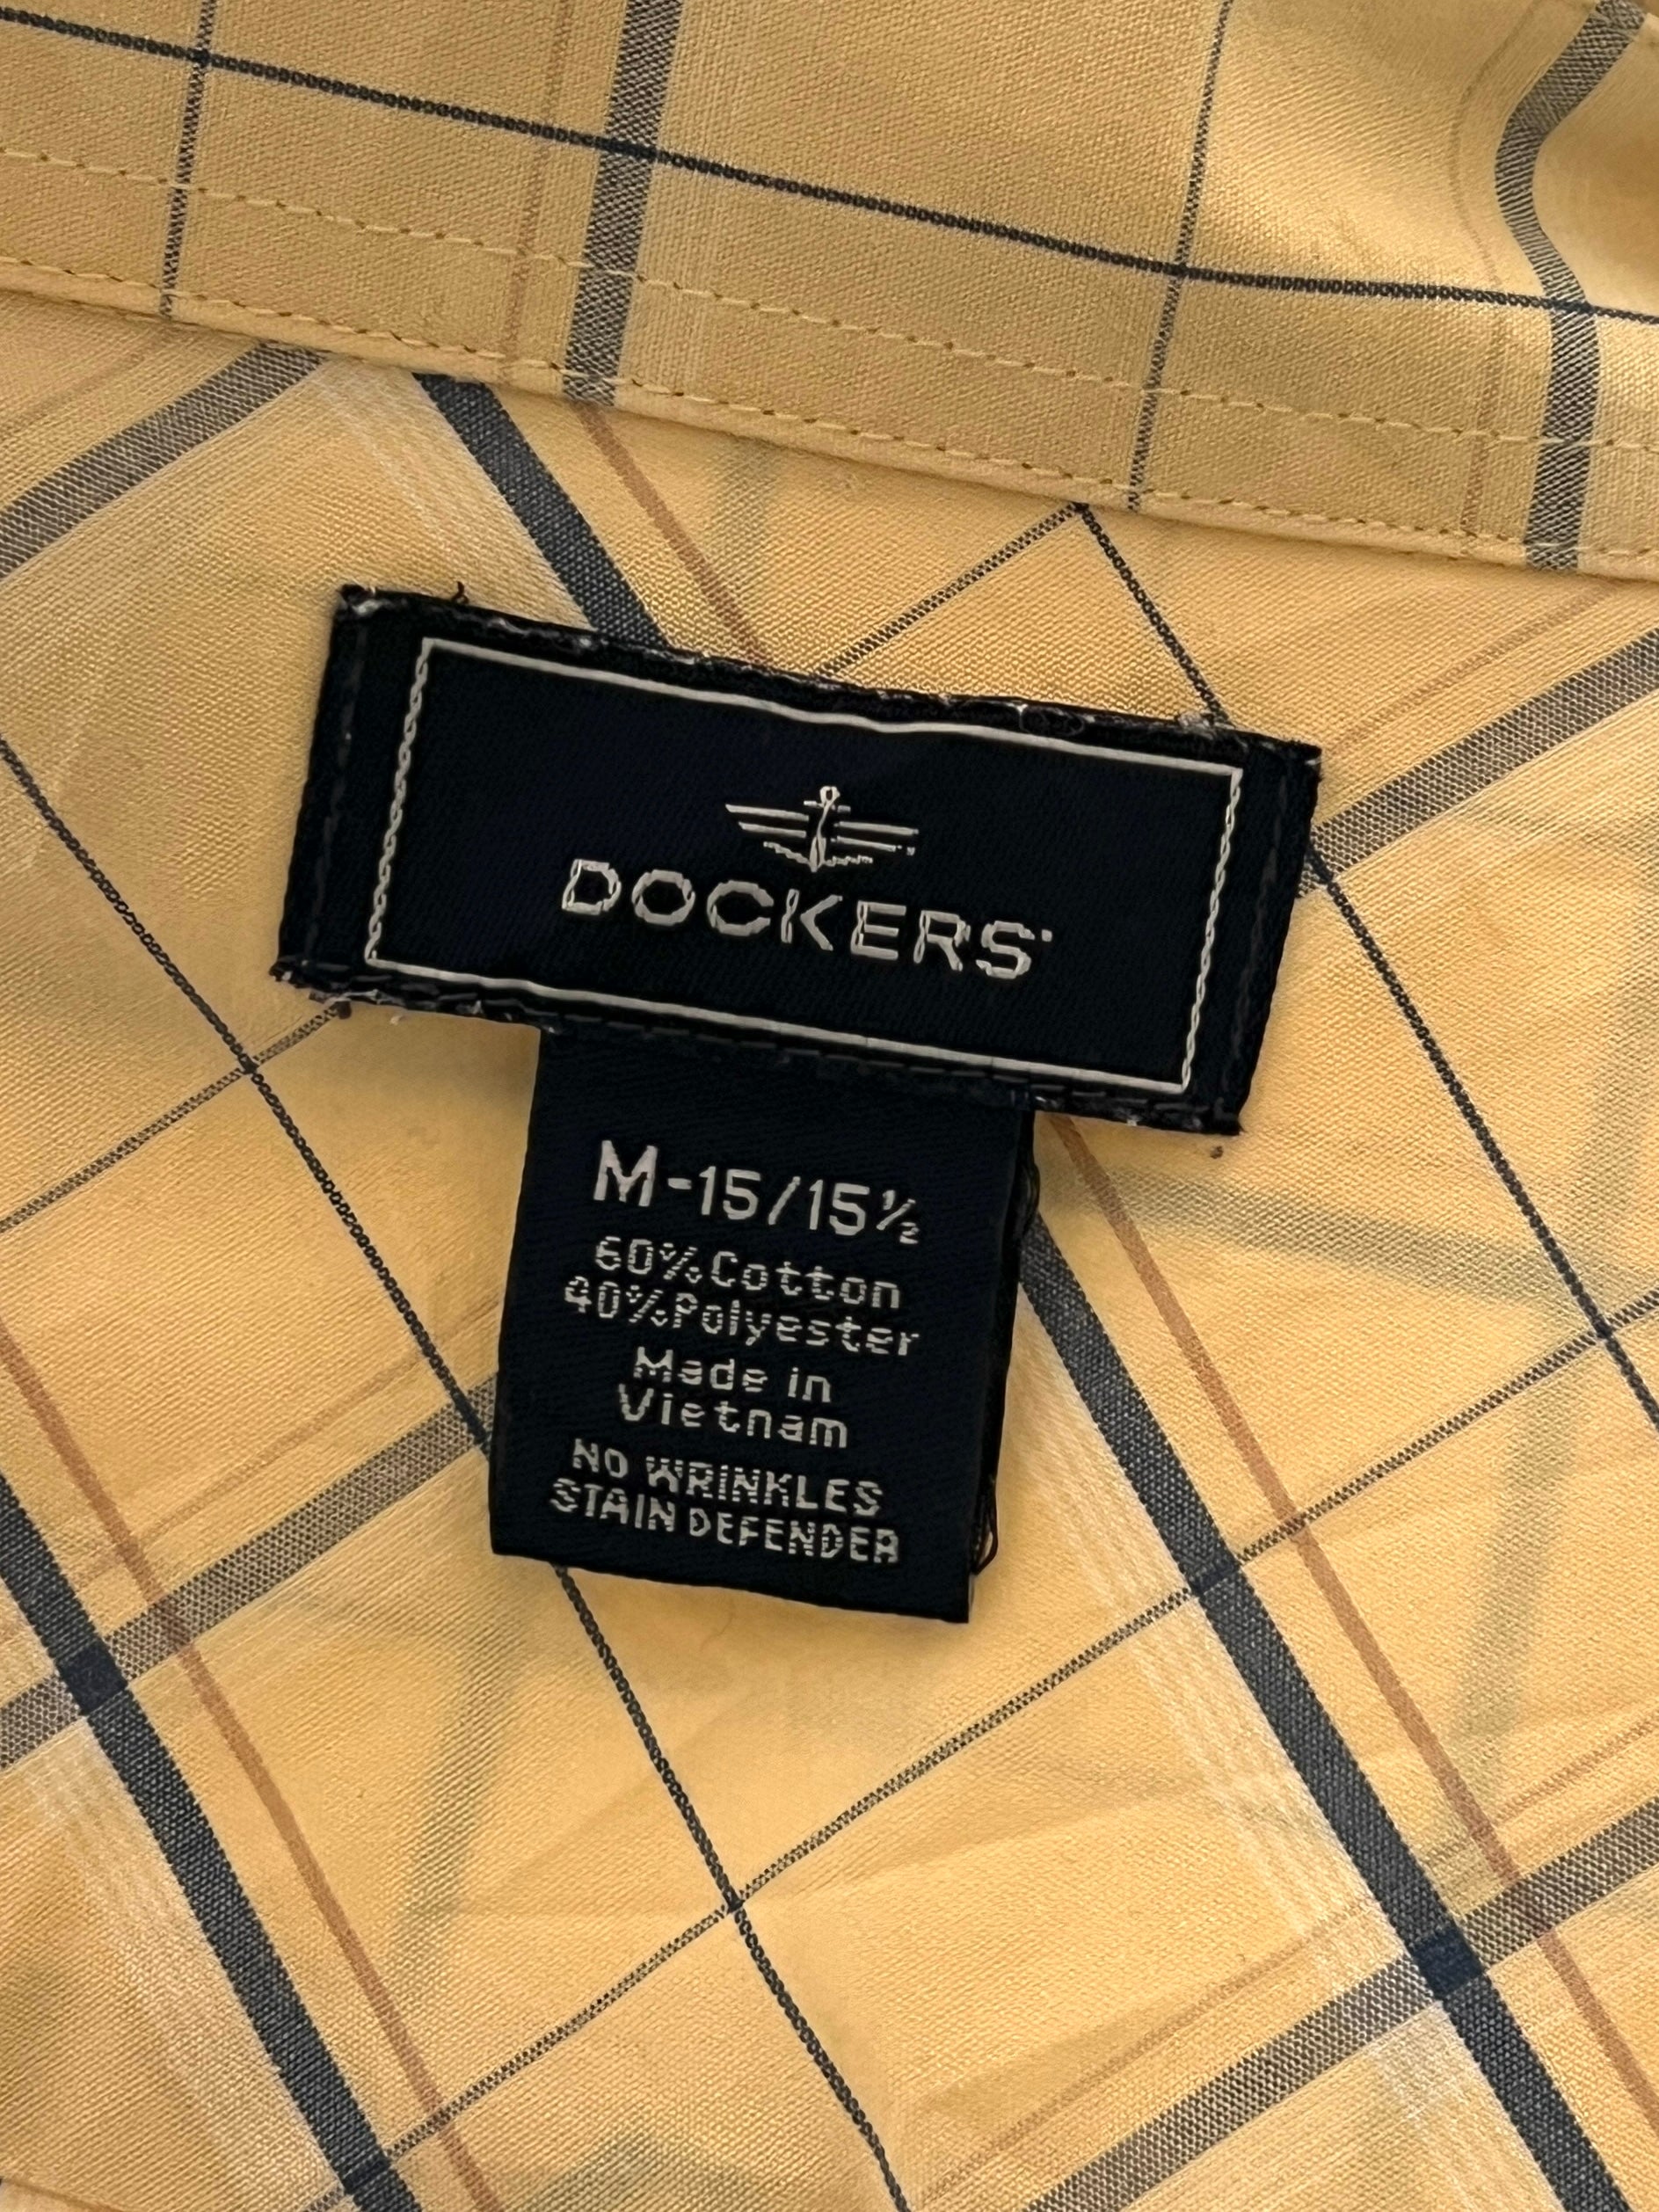 DOCKERS
M-15/15½
60%Cotton
40%Polyester
Made in
Vietnam
NO WRINKLES
STAIN DEFENDER